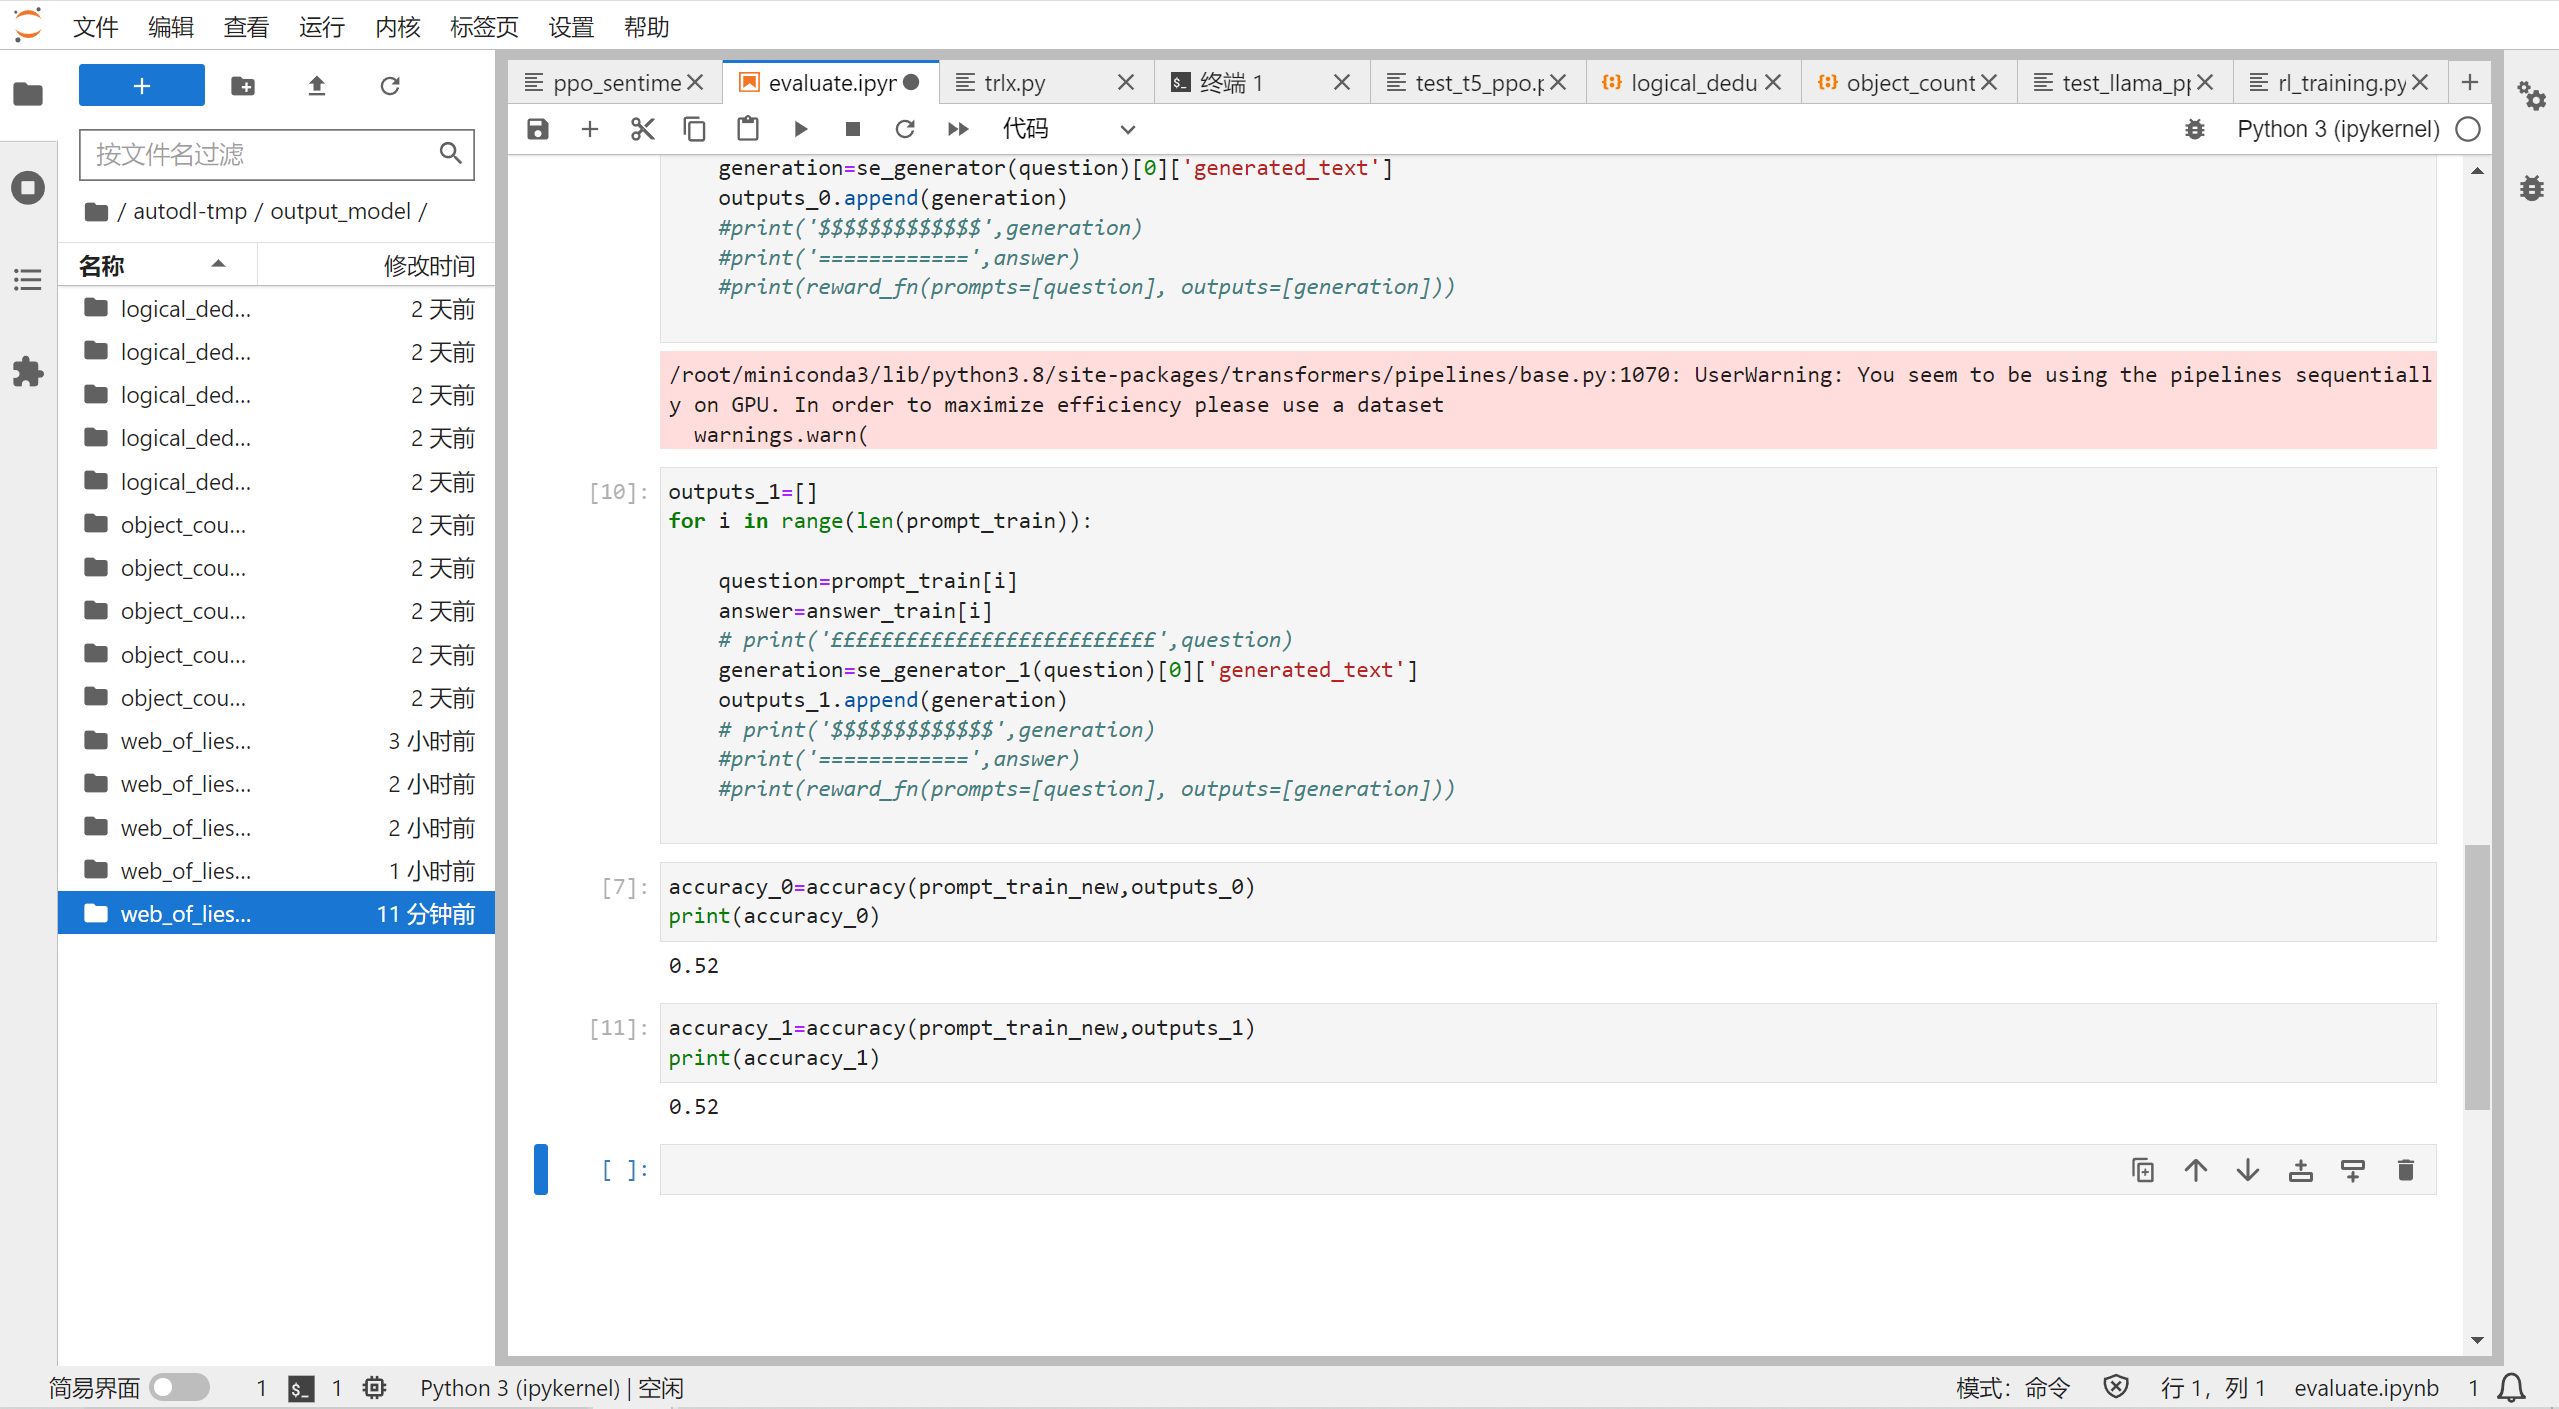 文件 编辑 查看 运行 内核 标签页 设置 帮助
ppo_sentime
evaluate.ipyn
trlx.py
终端 1
test_t5_ppo.p
logical_dedu
object_count
test_llama_pp
rl_training.py
代码
Python 3 (ipykernel)
按文件名过滤
/ autodl-tmp / output_model /
名称 修改时间
logical_ded... 2 天前
logical_ded... 2 天前
logical_ded... 2 天前
logical_ded... 2 天前
logical_ded... 2 天前
object_cou... 2 天前
object_cou... 2 天前
object_cou... 2 天前
object_cou... 2 天前
object_cou... 2 天前
web_of_lies... 3 小时前
web_of_lies... 2 小时前
web_of_lies... 2 小时前
web_of_lies... 1 小时前
web_of_lies... 11 分钟前
generation=se_generator(question)[0]['generated_text']
outputs_0.append(generation)
#print('$$$$$$$$$$$$$',generation)
#print('============',answer)
#print(reward_fn(prompts=[question], outputs=[generation]))
/root/miniconda3/lib/python3.8/site-packages/transformers/pipelines/base.py:1070: UserWarning: You seem to be using the pipelines sequentiall
y on GPU. In order to maximize efficiency please use a dataset
warnings.warn(
[10]:
outputs_1=[]
for i in range(len(prompt_train)):
question=prompt_train[i]
answer=answer_train[i]
# print('££££££££££££££££££££££££££',question)
generation=se_generator_1(question)[0]['generated_text']
outputs_1.append(generation)
# print('$$$$$$$$$$$$$',generation)
#print('============',answer)
#print(reward_fn(prompts=[question], outputs=[generation]))
[7]:
accuracy_0=accuracy(prompt_train_new,outputs_0)
print(accuracy_0)
0.52
[11]:
accuracy_1=accuracy(prompt_train_new,outputs_1)
print(accuracy_1)
0.52
[ ]:
简易界面 1 $_ 1 Python 3 (ipykernel) | 空闲 模式：命令 行 1，列 1 evaluate.ipynb 1